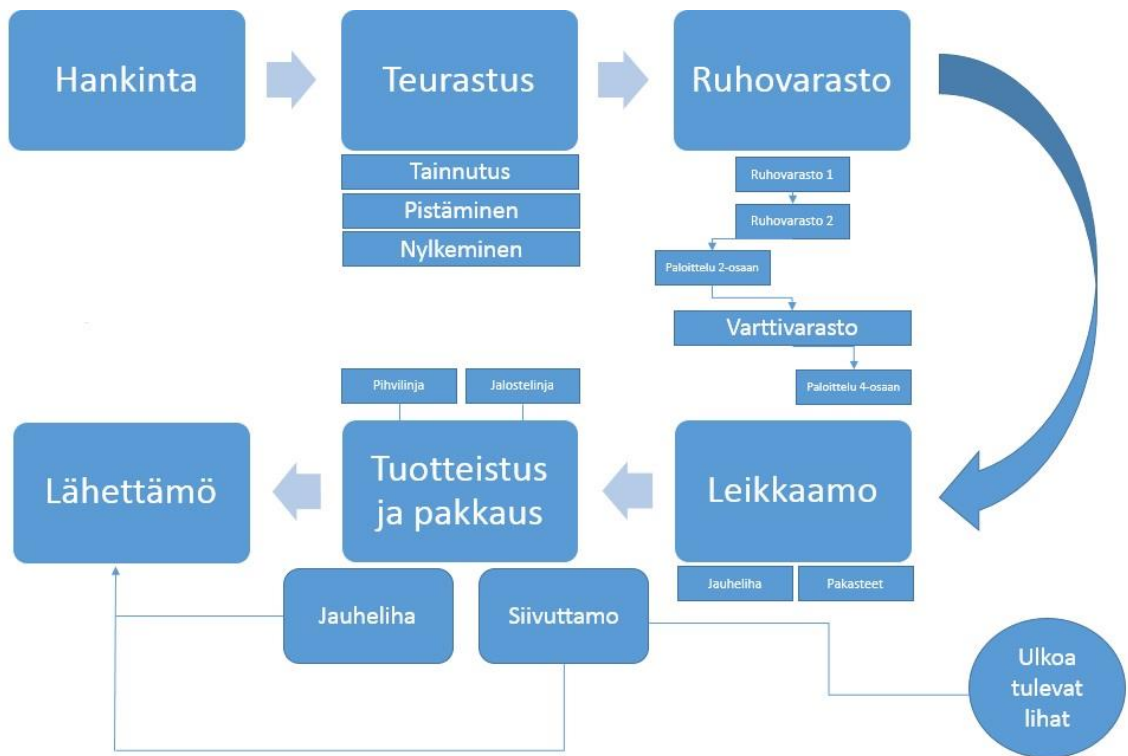 Hankinta
Teurastus
Ruhovarasto
Tainnutus
Pistäminen
Nylkeminen
Ruhovarasto 1
Ruhovarasto 2
Paloittelu 2-osaan
Varttivarasto
Paloittelu 4-osaan
Pihvilinja
Jalostelinja
Lähettämö
Tuotteistus
ja pakkaus
Leikkaamo
Jauheliha
Pakasteet
Jauheliha
Siivuttamo
Ulkoa
tulevat
lihat